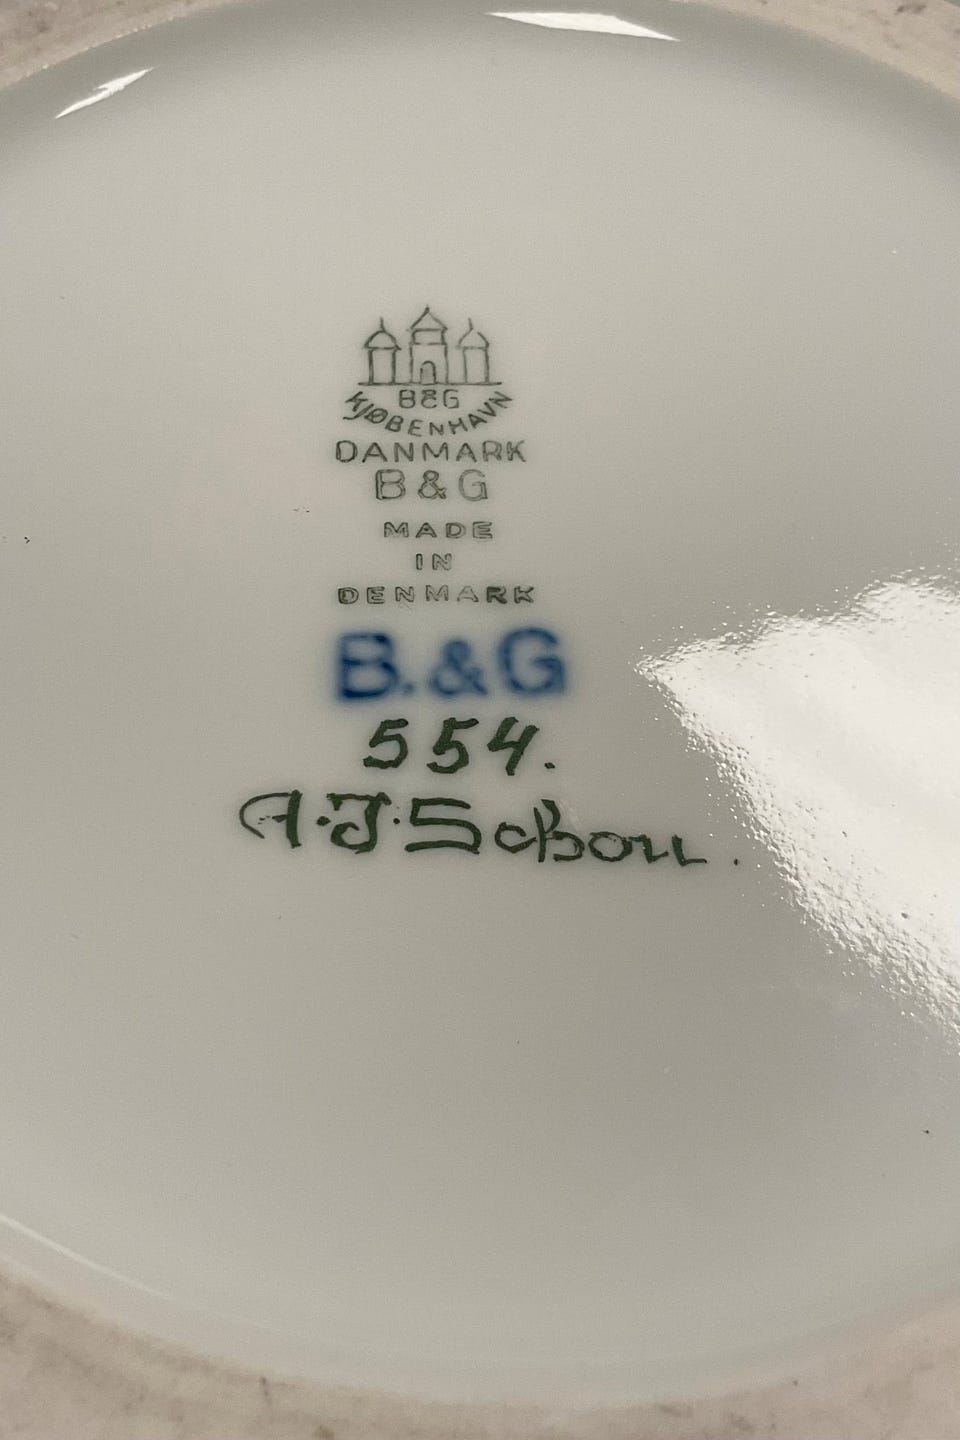 B&G
KJØBENHAVN
DANMARK
B&G
MADE
IN
DENMARK
B.&G
554.
A.J.Schou.